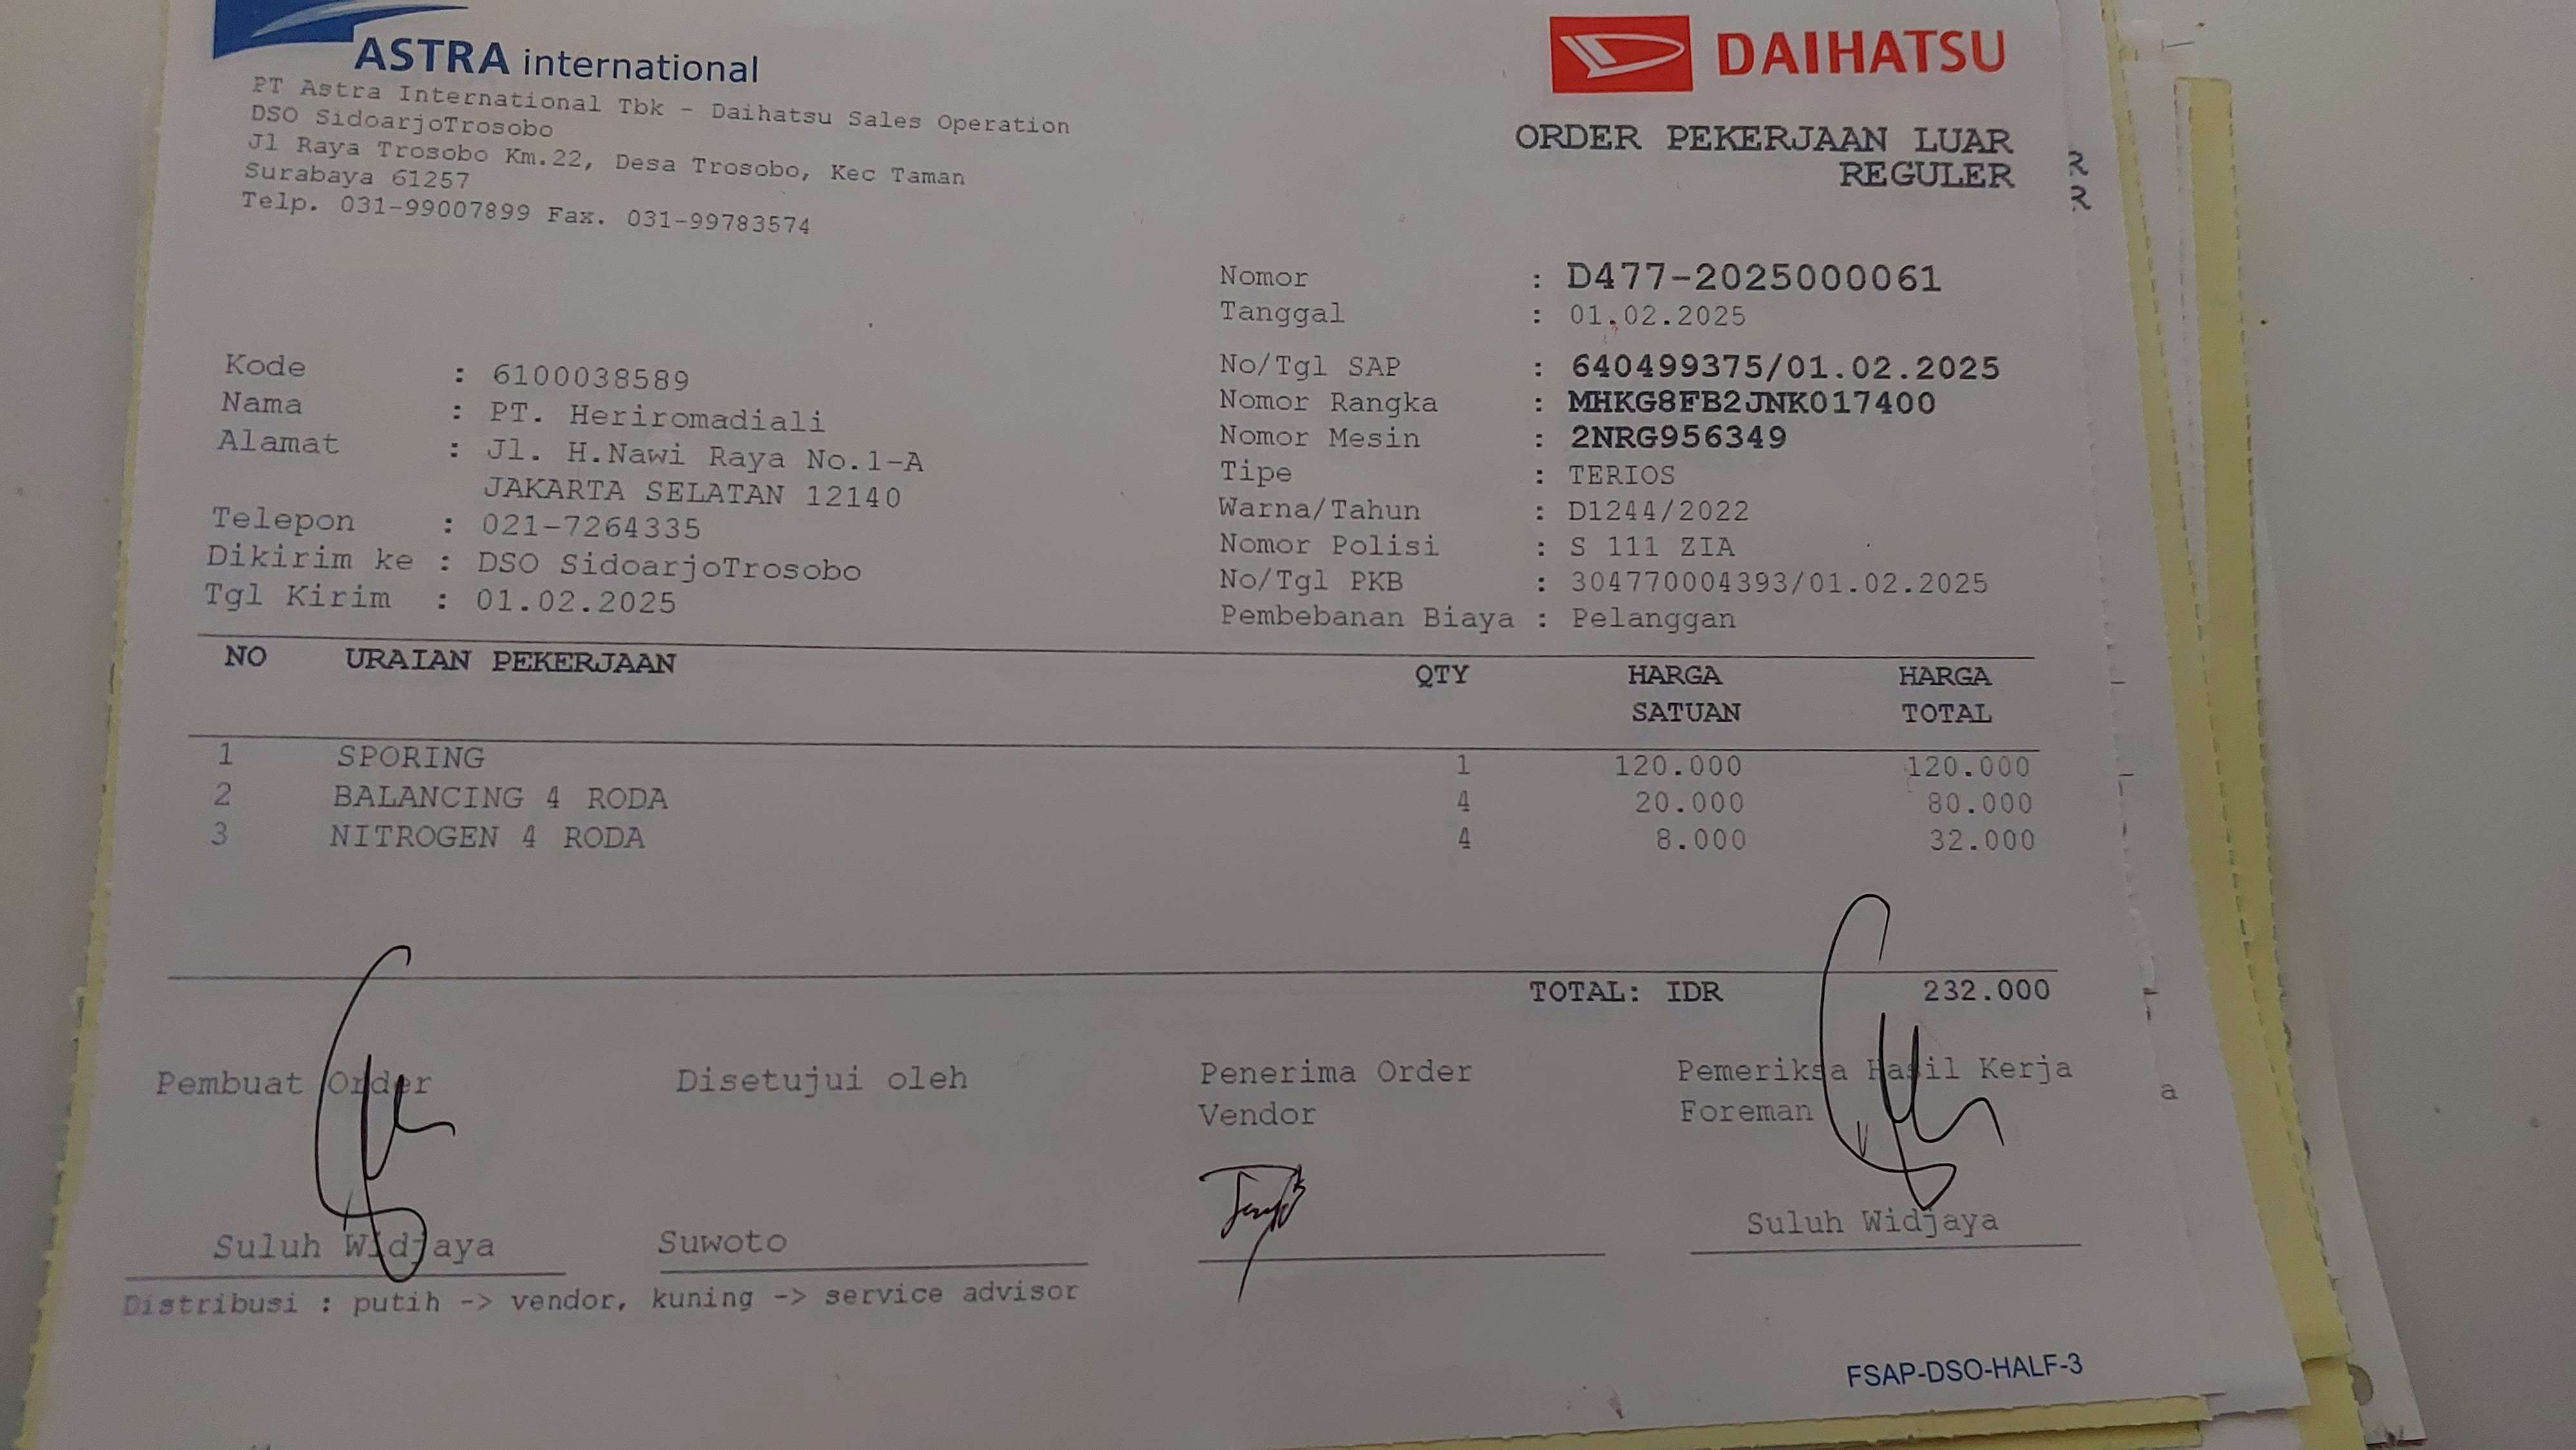 ASTRA international
PT Astra International Tbk - Daihatsu Sales Operation
DSO SidoarjoTrosobo
Jl Raya Trosobo Km.22, Desa Trosobo, Kec Taman
Surabaya 61257
Telp. 031-99007899 Fax. 031-99783574
DAIHATSU
ORDER PEKERJAAN LUAR
REGULER
R
R
Nomor : D477-2025000061
Tanggal : 01.02.2025
Kode : 6100038589
Nama : PT. Heriromadiali
Alamat : Jl. H.Nawi Raya No.1-A
JAKARTA SELATAN 12140
Telepon : 021-7264335
Dikirim ke : DSO SidoarjoTrosobo
Tgl Kirim : 01.02.2025
No/Tgl SAP : 640499375/01.02.2025
Nomor Rangka : MHKG8FB2JNK017400
Nomor Mesin : 2NRG956349
Tipe : TERIOS
Warna/Tahun : D1244/2022
Nomor Polisi : S 111 ZIA
No/Tgl PKB : 304770004393/01.02.2025
Pembebanan Biaya : Pelanggan
NO URAIAN PEKERJAAN QTY HARGA SATUAN HARGA TOTAL
1 SPORING 1 120.000 120.000
2 BALANCING 4 RODA 4 20.000 80.000
3 NITROGEN 4 RODA 4 8.000 32.000
TOTAL: IDR 232.000
Pembuat Order Disetujui oleh Penerima Order Pemeriksa Hasil Kerja
Vendor Foreman
a
Suluh Widjaya Suwoto Suluh Widjaya
Distribusi : putih -> vendor, kuning -> service advisor
FSAP-DSO-HALF-3